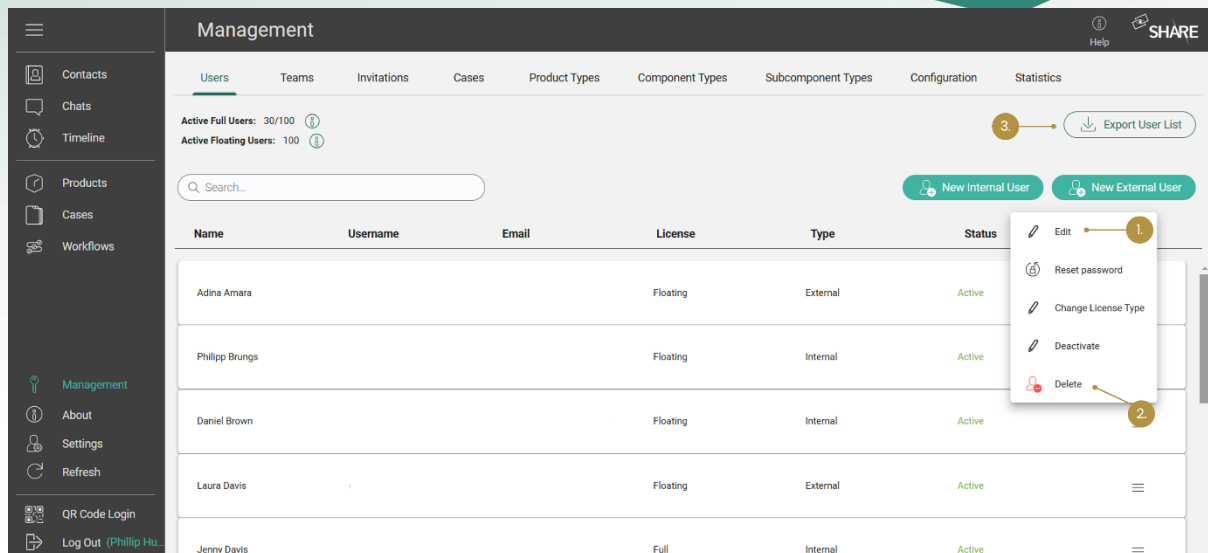 Management
Help
SHARE
Contacts
Chats
Timeline
Products
Cases
Workflows
Management
About
Settings
Refresh
QR Code Login
Log Out (Phillip Hu...
Users Teams Invitations Cases Product Types Component Types Subcomponent Types Configuration Statistics
Active Full Users: 30/100
Active Floating Users: 100
3.
Export User List
Search...
New Internal User
New External User
Name Username Email License Type Status
Edit
1.
Reset password
Change License Type
Deactivate
Delete
2.
Adina Amara Floating External Active
Philipp Brungs Floating Internal Active
Daniel Brown Floating Internal Active
Laura Davis Floating External Active
Jenny Davis Full Internal Active